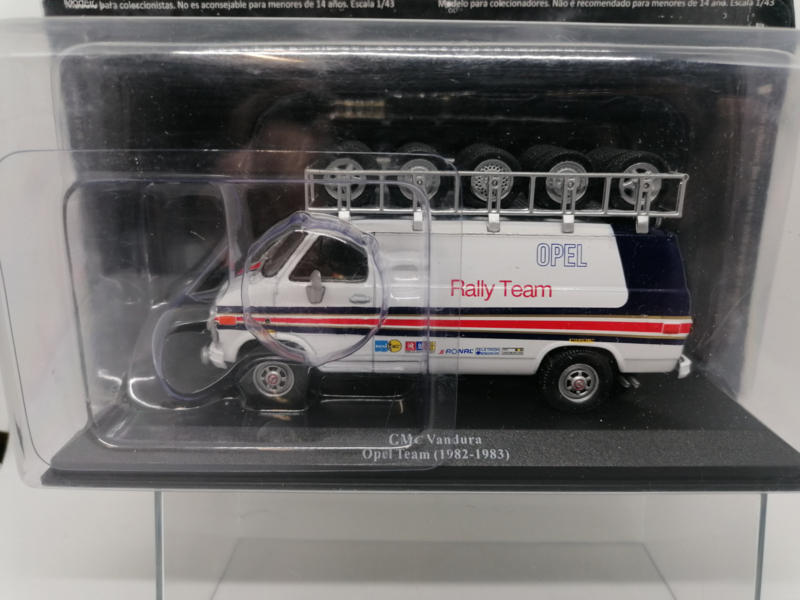 Modelo para coleccionistas. No es aconsejable para menores de 14 años. Escala 1/43
Modelo para colecionadores. Não é recomendado para menores de 14 anos. Escala 1/43
OPEL
Rally Team
RONAL
GMC Vandura
Opel Team (1982-1983)